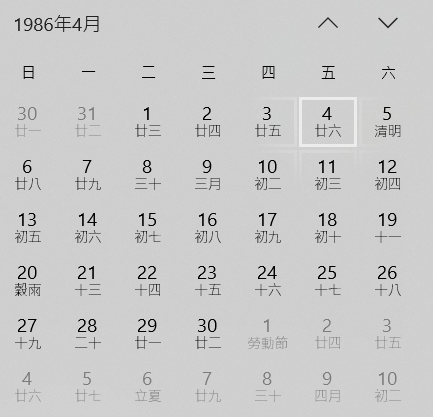 1986年4月
日 一 二 三 四 五 六
30 31 1 2 3 4 5
廿一 廿二 廿三 廿四 廿五 廿六 清明
6 7 8 9 10 11 12
廿八 廿九 三十 三月 初二 初三 初四
13 14 15 16 17 18 19
初五 初六 初七 初八 初九 初十 十一
20 21 22 23 24 25 26
穀雨 十三 十四 十五 十六 十七 十八
27 28 29 30 1 2 3
十九 二十 廿一 廿二 勞動節 廿四 廿五
4 5 6 7 8 9 10
廿六 廿七 立夏 廿九 三十 四月 初二